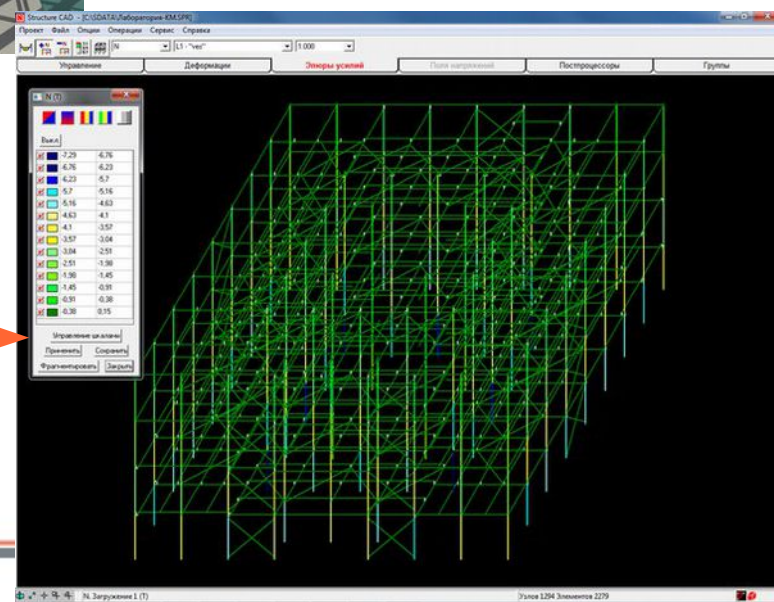 Structure CAD - [C:\SDATA\Лаборатория-КМ.SPR]
Проект Файл Опции Операции Сервис Справка
N L1 - "ves" 1.000
Управление Деформации Эпюры усилий Поля напряжений Постпроцессоры Группы
N (T)
Выкл
-7,29 -6,76
-6,76 -6,23
-6,23 -5,7
-5,7 -5,16
-5,16 -4,63
-4,63 -4,1
-4,1 -3,57
-3,57 -3,04
-3,04 -2,51
-2,51 -1,98
-1,98 -1,45
-1,45 -0,91
-0,91 -0,38
-0,38 0,15
Управление шкалами
Применить Сохранить
Фрагментировать Закрыть
N. Загружение 1 (T) Узлов 1294 Элементов 2279